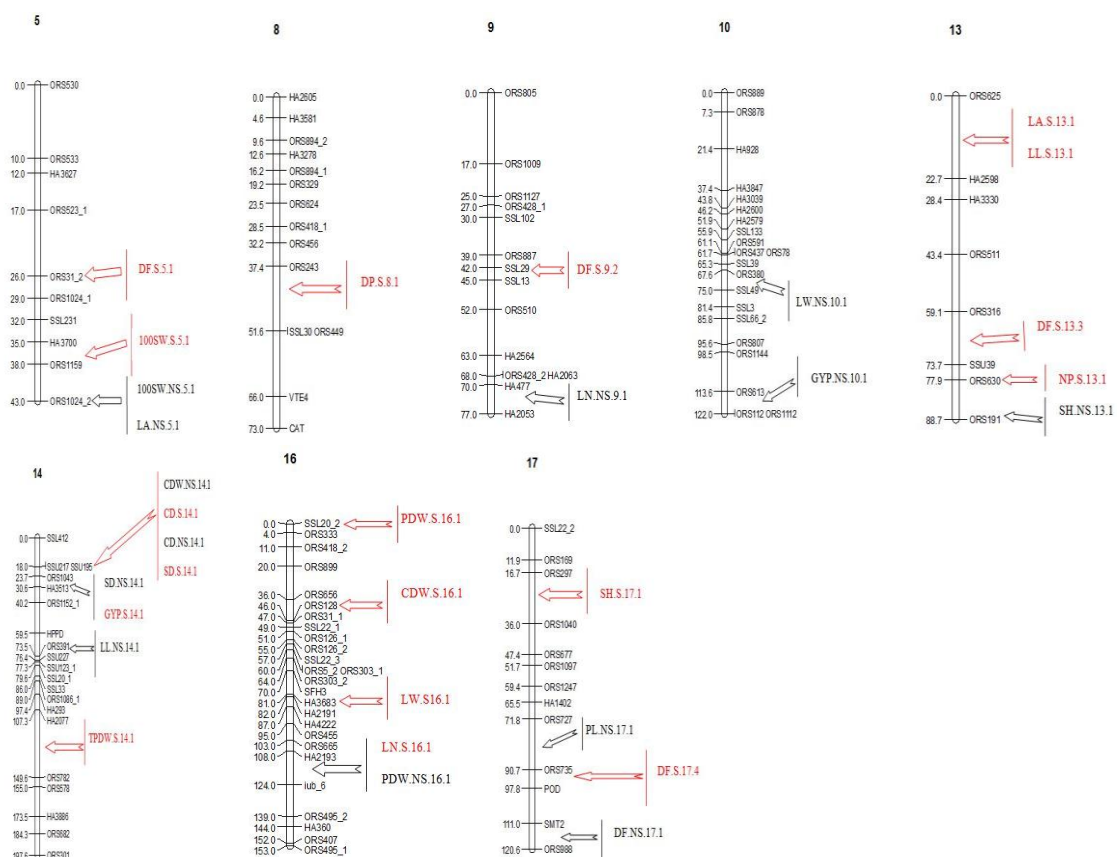 5
0.0 ORS530
10.0 ORS533
12.0 HA3627
17.0 ORS523_1
26.0 ORS31_2
29.0 ORS1024_1
32.0 SSL231
35.0 HA3700
38.0 ORS1159
43.0 ORS1024_2
DF.S.5.1
100SW.S.5.1
100SW.NS.5.1
LA.NS.5.1
8
0.0 HA2605
4.6 HA3581
9.6 ORS894_2
12.6 HA3278
16.2 ORS894_1
19.2 ORS329
23.5 ORS624
28.5 ORS418_1
32.2 ORS456
37.4 ORS243
51.6 SSL30 ORS449
66.0 VTE4
73.0 CAT
DP.S.8.1
9
0.0 ORS805
17.0 ORS1009
25.0 ORS1127
27.0 ORS428_1
30.0 SSL102
39.0 ORS887
42.0 SSL29
45.0 SSL13
52.0 ORS510
63.0 HA2564
68.0 ORS428_2 HA2063
70.0 HA477
77.0 HA2053
DF.S.9.2
LN.NS.9.1
10
0.0 ORS889
7.3 ORS878
21.4 HA928
37.4 HA3847
43.8 HA3039
46.2 HA2600
51.9 HA2579
55.9 SSL133
61.1 ORS591
61.7 ORS437 ORS78
65.3 SSL39
67.6 ORS380
75.0 SSL49
81.4 SSL3
85.8 SSL66_2
95.6 ORS807
98.5 ORS1144
113.6 ORS613
122.0 ORS112 ORS1112
LW.NS.10.1
GYP.NS.10.1
13
0.0 ORS625
22.7 HA2598
28.4 HA3330
43.4 ORS511
59.1 ORS316
73.7 SSU39
77.9 ORS630
88.7 ORS191
LA.S.13.1
LL.S.13.1
DF.S.13.3
NP.S.13.1
SH.NS.13.1
14
0.0 SSL412
18.0 SSU217 SSU195
23.7 ORS1043
30.6 HA3513
40.2 ORS1152_1
59.5 HPPD
73.5 ORS391
76.4 SSU227
77.3 SSU123_1
79.6 SSL20_1
86.0 SSL33
89.0 ORS1086_1
97.4 HA293
107.3 HA2077
149.6 ORS782
155.0 ORS578
173.5 HA3886
184.3 ORS682
197.6 ORS301
CDW.NS.14.1
CD.S.14.1
CD.NS.14.1
SD.S.14.1
SD.NS.14.1
GYP.S.14.1
LL.NS.14.1
TPDW.S.14.1
16
0.0 SSL20_2
4.0 ORS333
11.0 ORS418_2
20.0 ORS899
36.0 ORS656
46.0 ORS128
47.0 ORS31_1
49.0 SSL22_1
51.0 ORS126_1
55.0 ORS126_2
57.0 SSL22_3
60.0 ORS5_2 ORS303_1
64.0 ORS303_2
70.0 SFH3
81.0 HA3683
82.0 HA2191
87.0 HA4222
95.0 ORS455
103.0 ORS665
108.0 HA2193
124.0 iub_6
139.0 ORS495_2
144.0 HA360
152.0 ORS407
153.0 ORS495_1
PDW.S.16.1
CDW.S.16.1
LW.S16.1
LN.S.16.1
PDW.NS.16.1
17
0.0 SSL22_2
11.9 ORS169
16.7 ORS297
36.0 ORS1040
47.4 ORS677
51.7 ORS1097
59.4 ORS1247
65.5 HA1402
71.8 ORS727
90.7 ORS735
97.8 POD
111.0 SMT2
120.6 ORS988
SH.S.17.1
PL.NS.17.1
DF.S.17.4
DF.NS.17.1